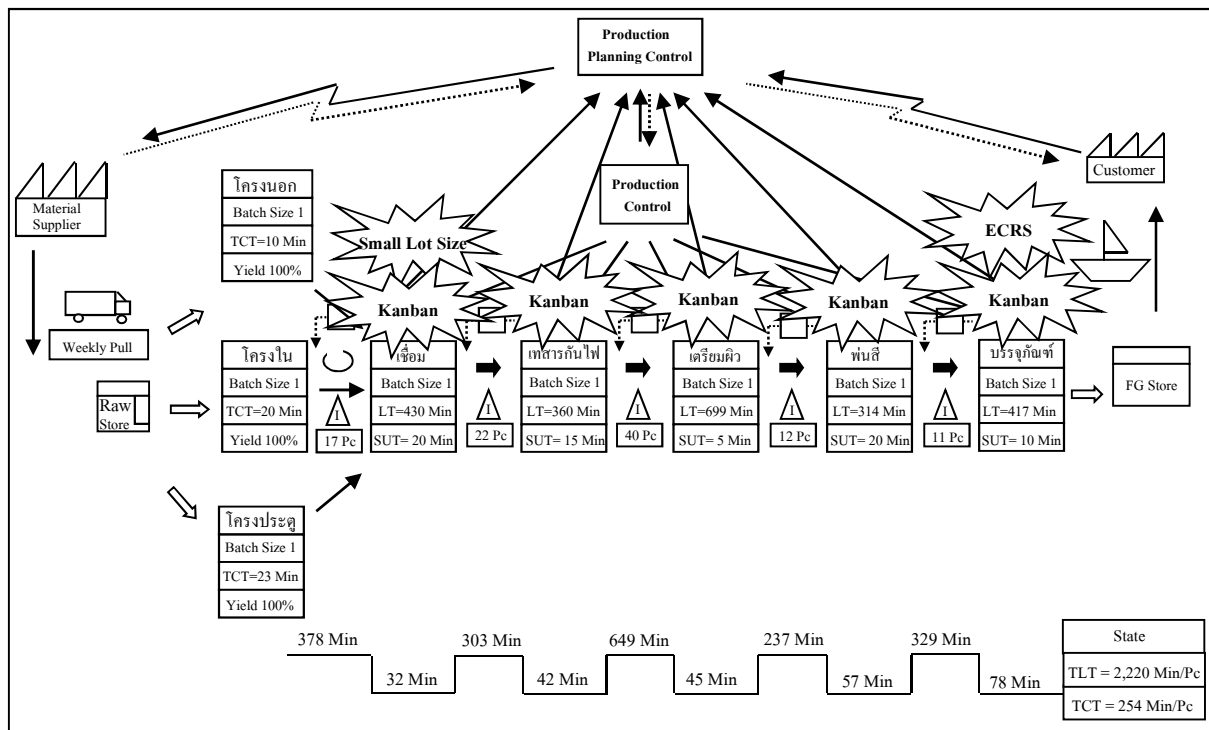 Production
Planning Control
Production
Control
Material
Supplier
Customer
Weekly Pull
Raw
Store
FG Store
โครงนอก
Batch Size 1
TCT=10 Min
Yield 100%
Small Lot Size
ECRS
Kanban
Kanban
Kanban
Kanban
Kanban
โครงใน
Batch Size 1
TCT=20 Min
Yield 100%
I
17 Pc
เชื่อม
Batch Size 1
LT=430 Min
SUT= 20 Min
I
22 Pc
เทสารกันไฟ
Batch Size 1
LT=360 Min
SUT= 15 Min
I
40 Pc
เตรียมผิว
Batch Size 1
LT=699 Min
SUT= 5 Min
I
12 Pc
พ่นสี
Batch Size 1
LT=314 Min
SUT= 20 Min
I
11 Pc
บรรจุภัณฑ์
Batch Size 1
LT=417 Min
SUT= 10 Min
โครงประตู
Batch Size 1
TCT=23 Min
Yield 100%
378 Min
32 Min
303 Min
42 Min
649 Min
45 Min
237 Min
57 Min
329 Min
78 Min
State
TLT = 2,220 Min/Pc
TCT = 254 Min/Pc